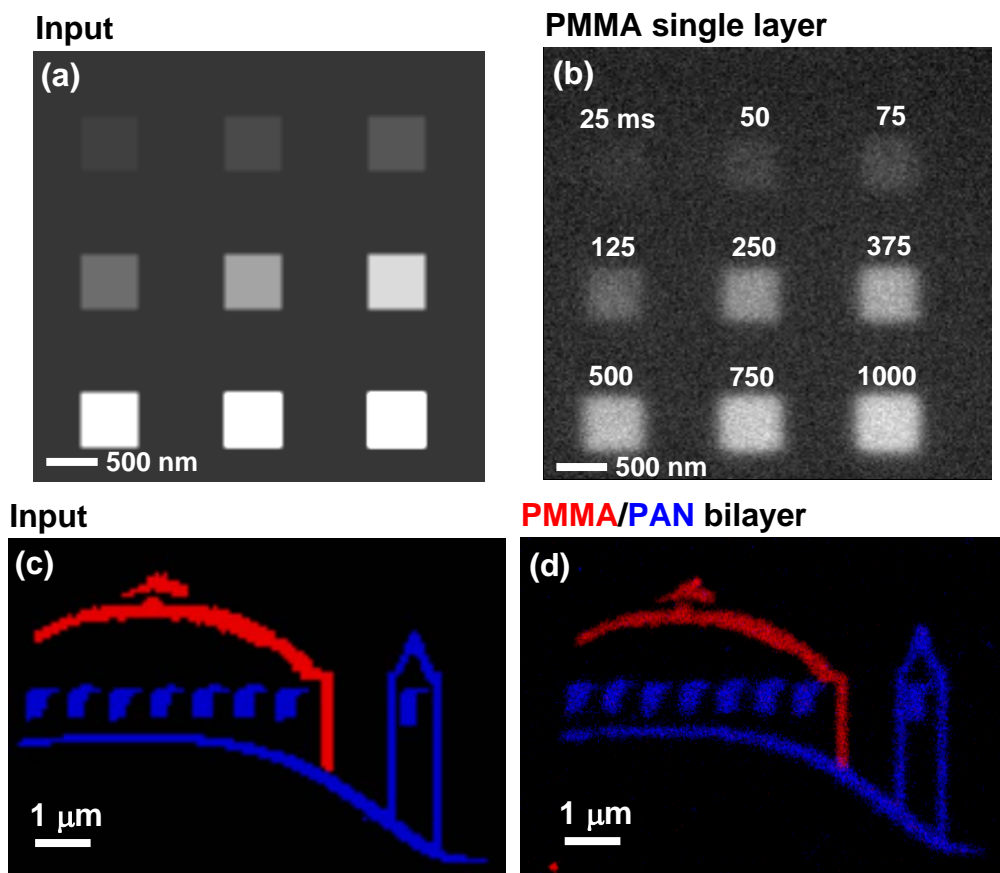 Input
(a)
500 nm
PMMA single layer
(b)
25 ms 50 75
125 250 375
500 750 1000
500 nm
Input
(c)
1 μm
PMMA/PAN bilayer
(d)
1 μm